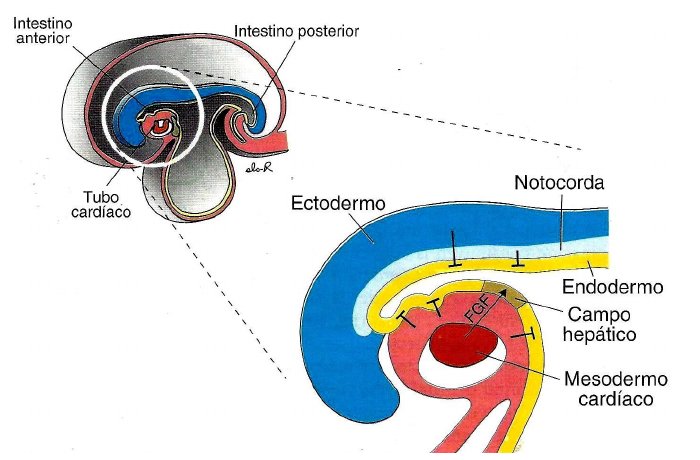 Intestino
anterior
Intestino posterior
Tubo
cardíaco
Ectodermo
Notocorda
Endodermo
FGF
Campo
hepático
Mesodermo
cardíaco